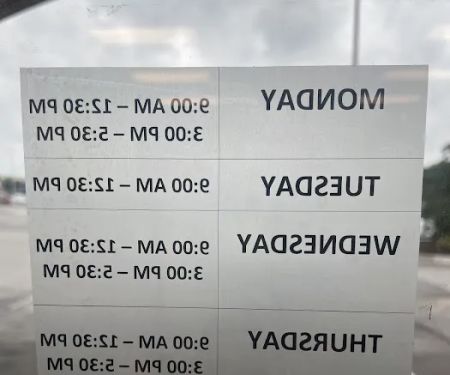 MONDAY
9:00 AM – 12:30 PM
3:00 PM – 5:30 PM
TUESDAY
9:00 AM – 12:30 PM
WEDNESDAY
9:00 AM – 12:30 PM
3:00 PM – 5:30 PM
THURSDAY
9:00 AM – 12:30 PM
3:00 PM – 5:30 PM